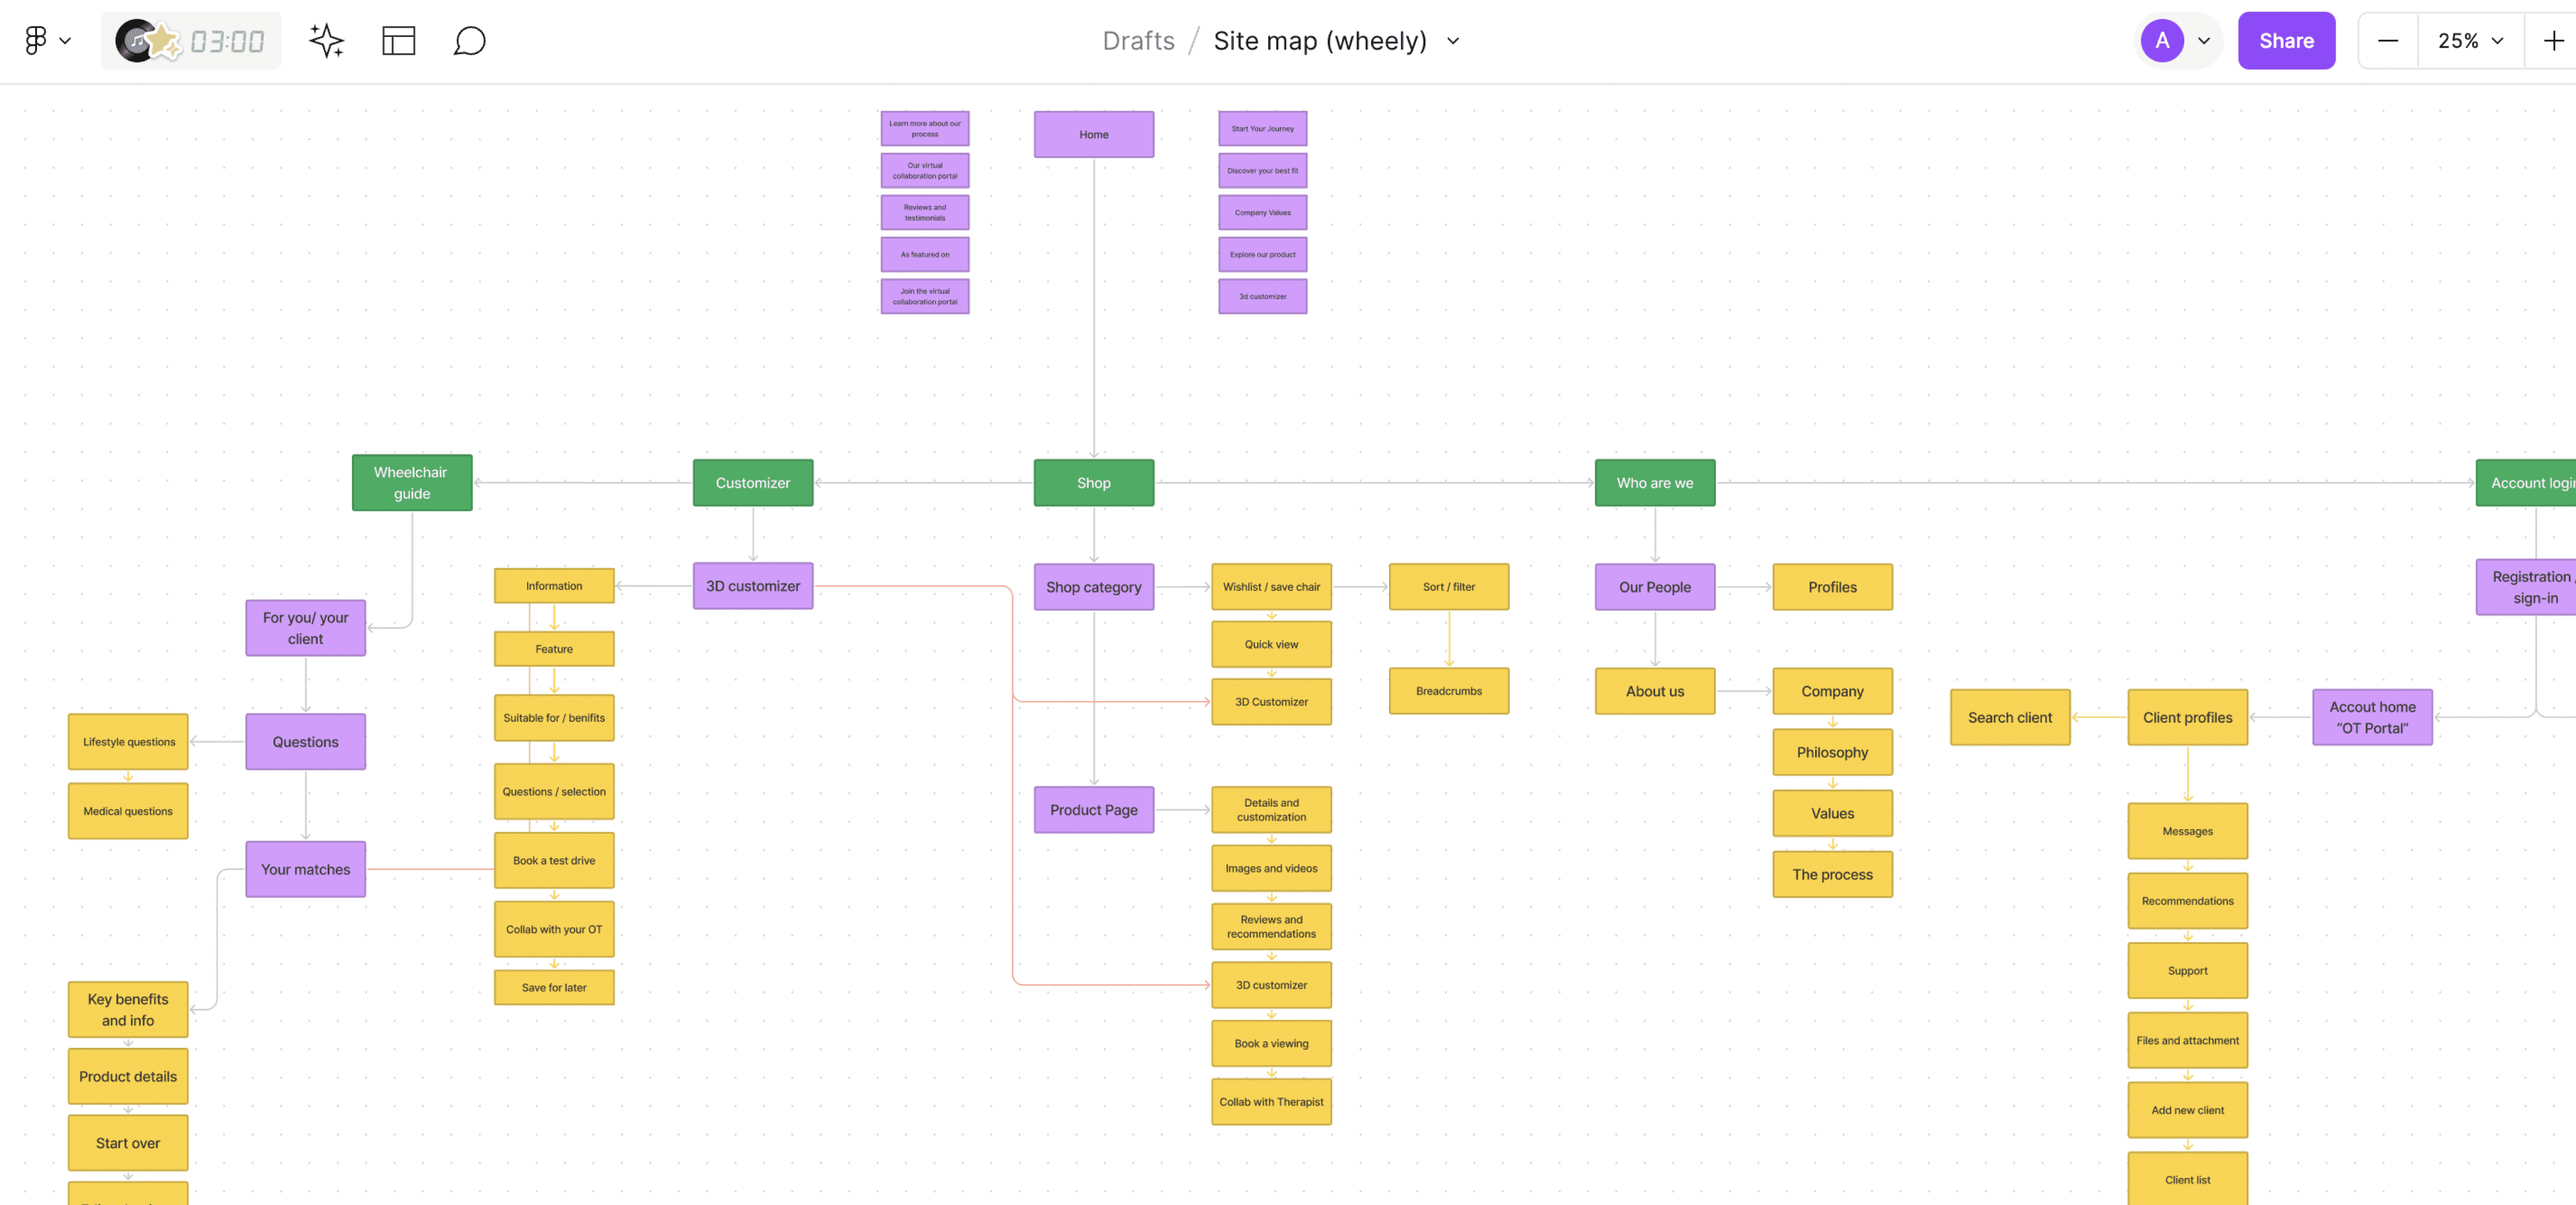 03:00
Drafts / Site map (wheely)
A
Share
25%
Learn more about our
process
Our virtual
collaboration portal
Reviews and
testimonials
As featured on
Join the virtual
collaboration portal
Home
Start Your Journey
Discover your best fit
Company Values
Explore our product
3d customizer
Wheelchair
guide
Customizer
Shop
Who are we
Account login
For you/ your
client
Questions
Lifestyle questions
Medical questions
Your matches
Key benefits
and info
Product details
Start over
3D customizer
Information
Feature
Suitable for / benifits
Questions / selection
Book a test drive
Collab with your OT
Save for later
Shop category
Wishlist / save chair
Quick view
3D Customizer
Sort / filter
Breadcrumbs
Product Page
Details and
customization
Images and videos
Reviews and
recommendations
3D customizer
Book a viewing
Collab with Therapist
Our People
Profiles
About us
Company
Philosophy
Values
The process
Registration /
sign-in
Accout home
“OT Portal”
Client profiles
Search client
Messages
Recommendations
Support
Files and attachment
Add new client
Client list